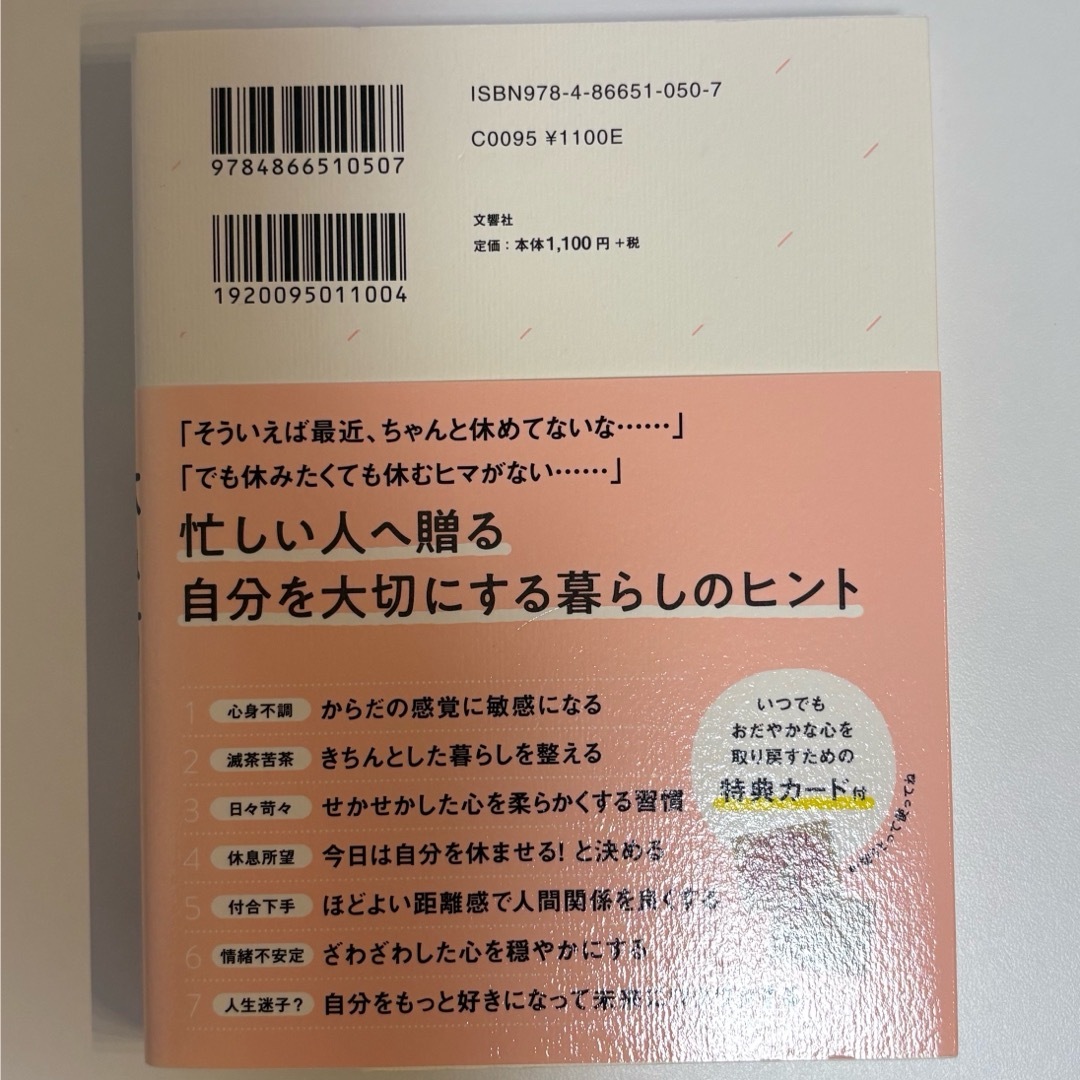 ISBN978-4-86651-050-7
9784866510507
C0095 ¥1100E
文響社
定価：本体1,100円＋税
1920095011004
「そういえば最近、ちゃんと休めてないな……」
「でも休みたくても休むヒマがない……」
忙しい人へ贈る
自分を大切にする暮らしのヒント
1 心身不調 からだの感覚に敏感になる
2 滅茶苦茶 きちんとした暮らしを整える
3 日々苛々 せかせかした心を柔らかくする習慣
4 休息所望 今日は自分を休ませる！と決める
5 付合下手 ほどよい距離感で人間関係を良くする
6 情緒不安定 ざわざわした心を穏やかにする
7 人生迷子？ 自分をもっと好きになって未来
いつでも
おだやかな心を
取り戻すための
特典カード付